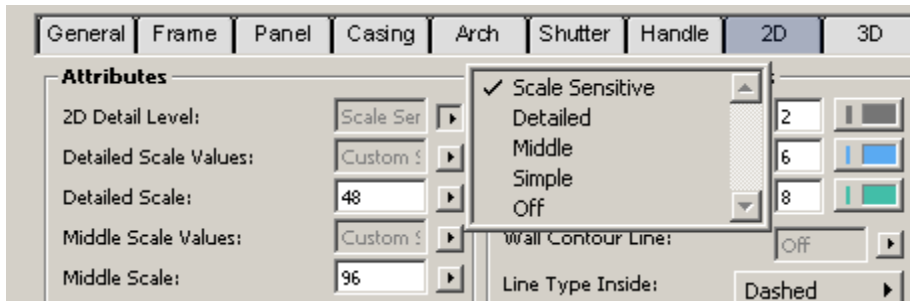 General Frame Panel Casing Arch Shutter Handle 2D 3D
Attributes
2D Detail Level: Scale Ser
Detailed Scale Values: Custom S
Detailed Scale: 48
Middle Scale Values: Custom S
Middle Scale: 96
Scale Sensitive
Detailed
Middle
Simple
Off
2
6
8
Wall Contour Line: Off
Line Type Inside: Dashed